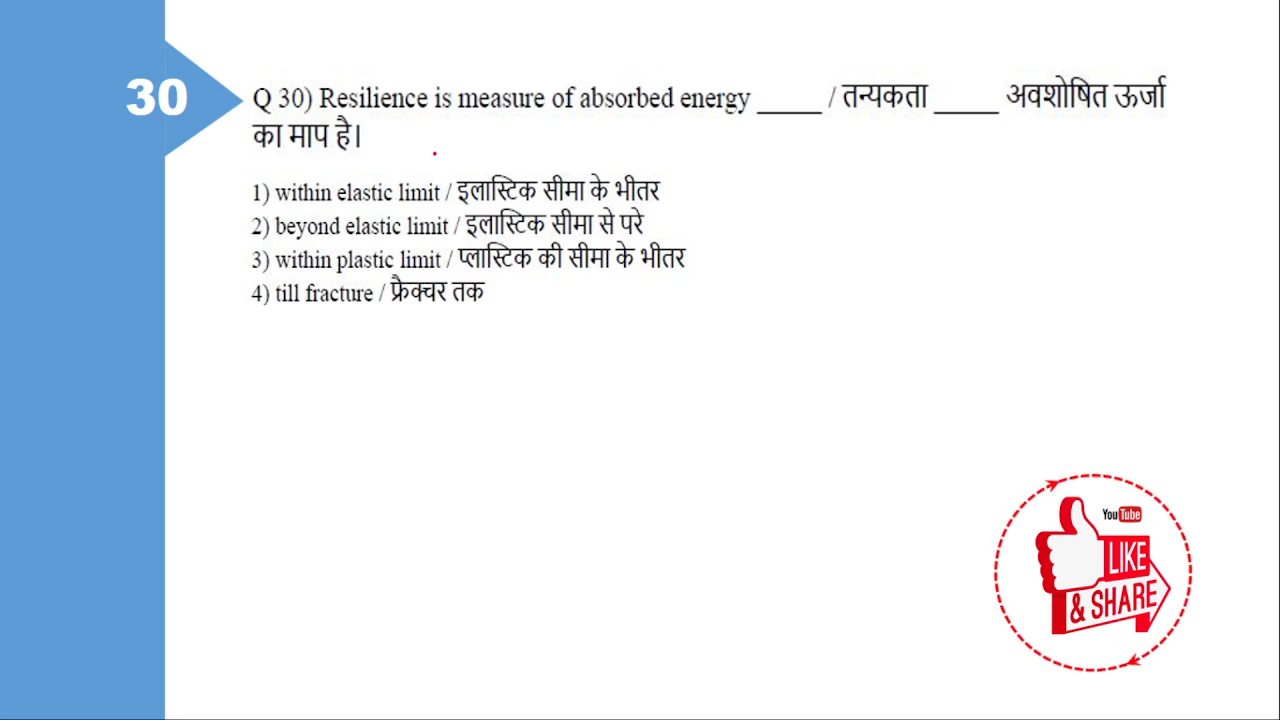 30
Q 30) Resilience is measure of absorbed energy _____ / तन्यकता _____ अवशोषित ऊर्जा
का माप है।
1) within elastic limit / इलास्टिक सीमा के भीतर
2) beyond elastic limit / इलास्टिक सीमा से परे
3) within plastic limit / प्लास्टिक की सीमा के भीतर
4) till fracture / फ्रैक्चर तक
YouTube
LIKE
& SHARE